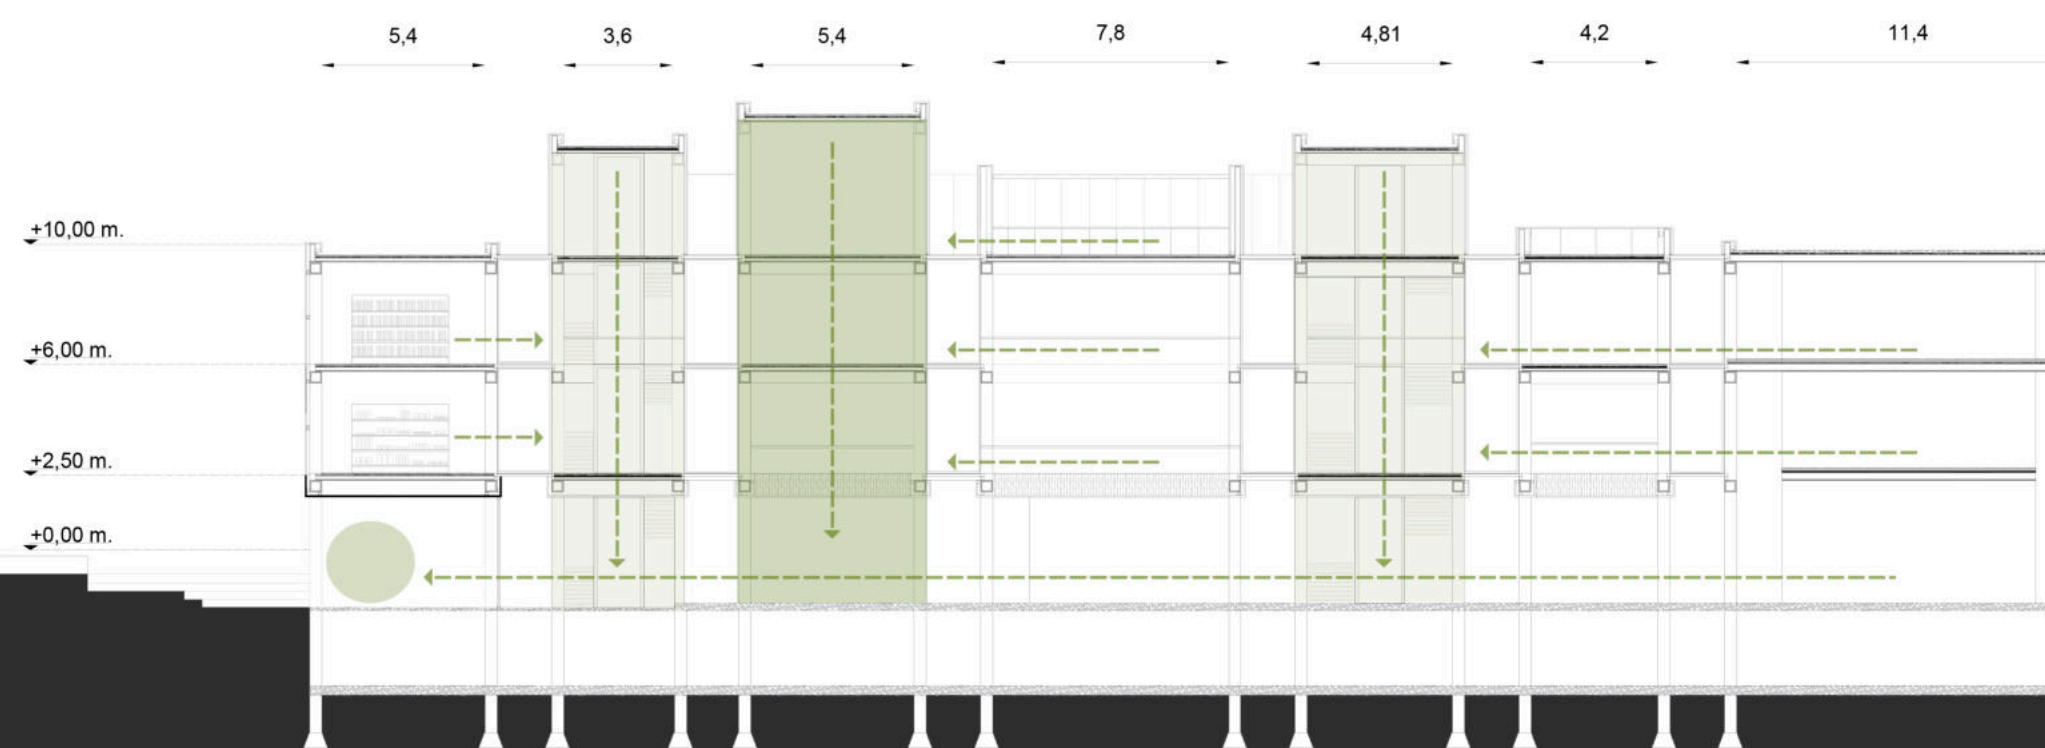 5,4
3,6
5,4
7,8
4,81
4,2
11,4
+10,00 m.
+6,00 m.
+2,50 m.
+0,00 m.